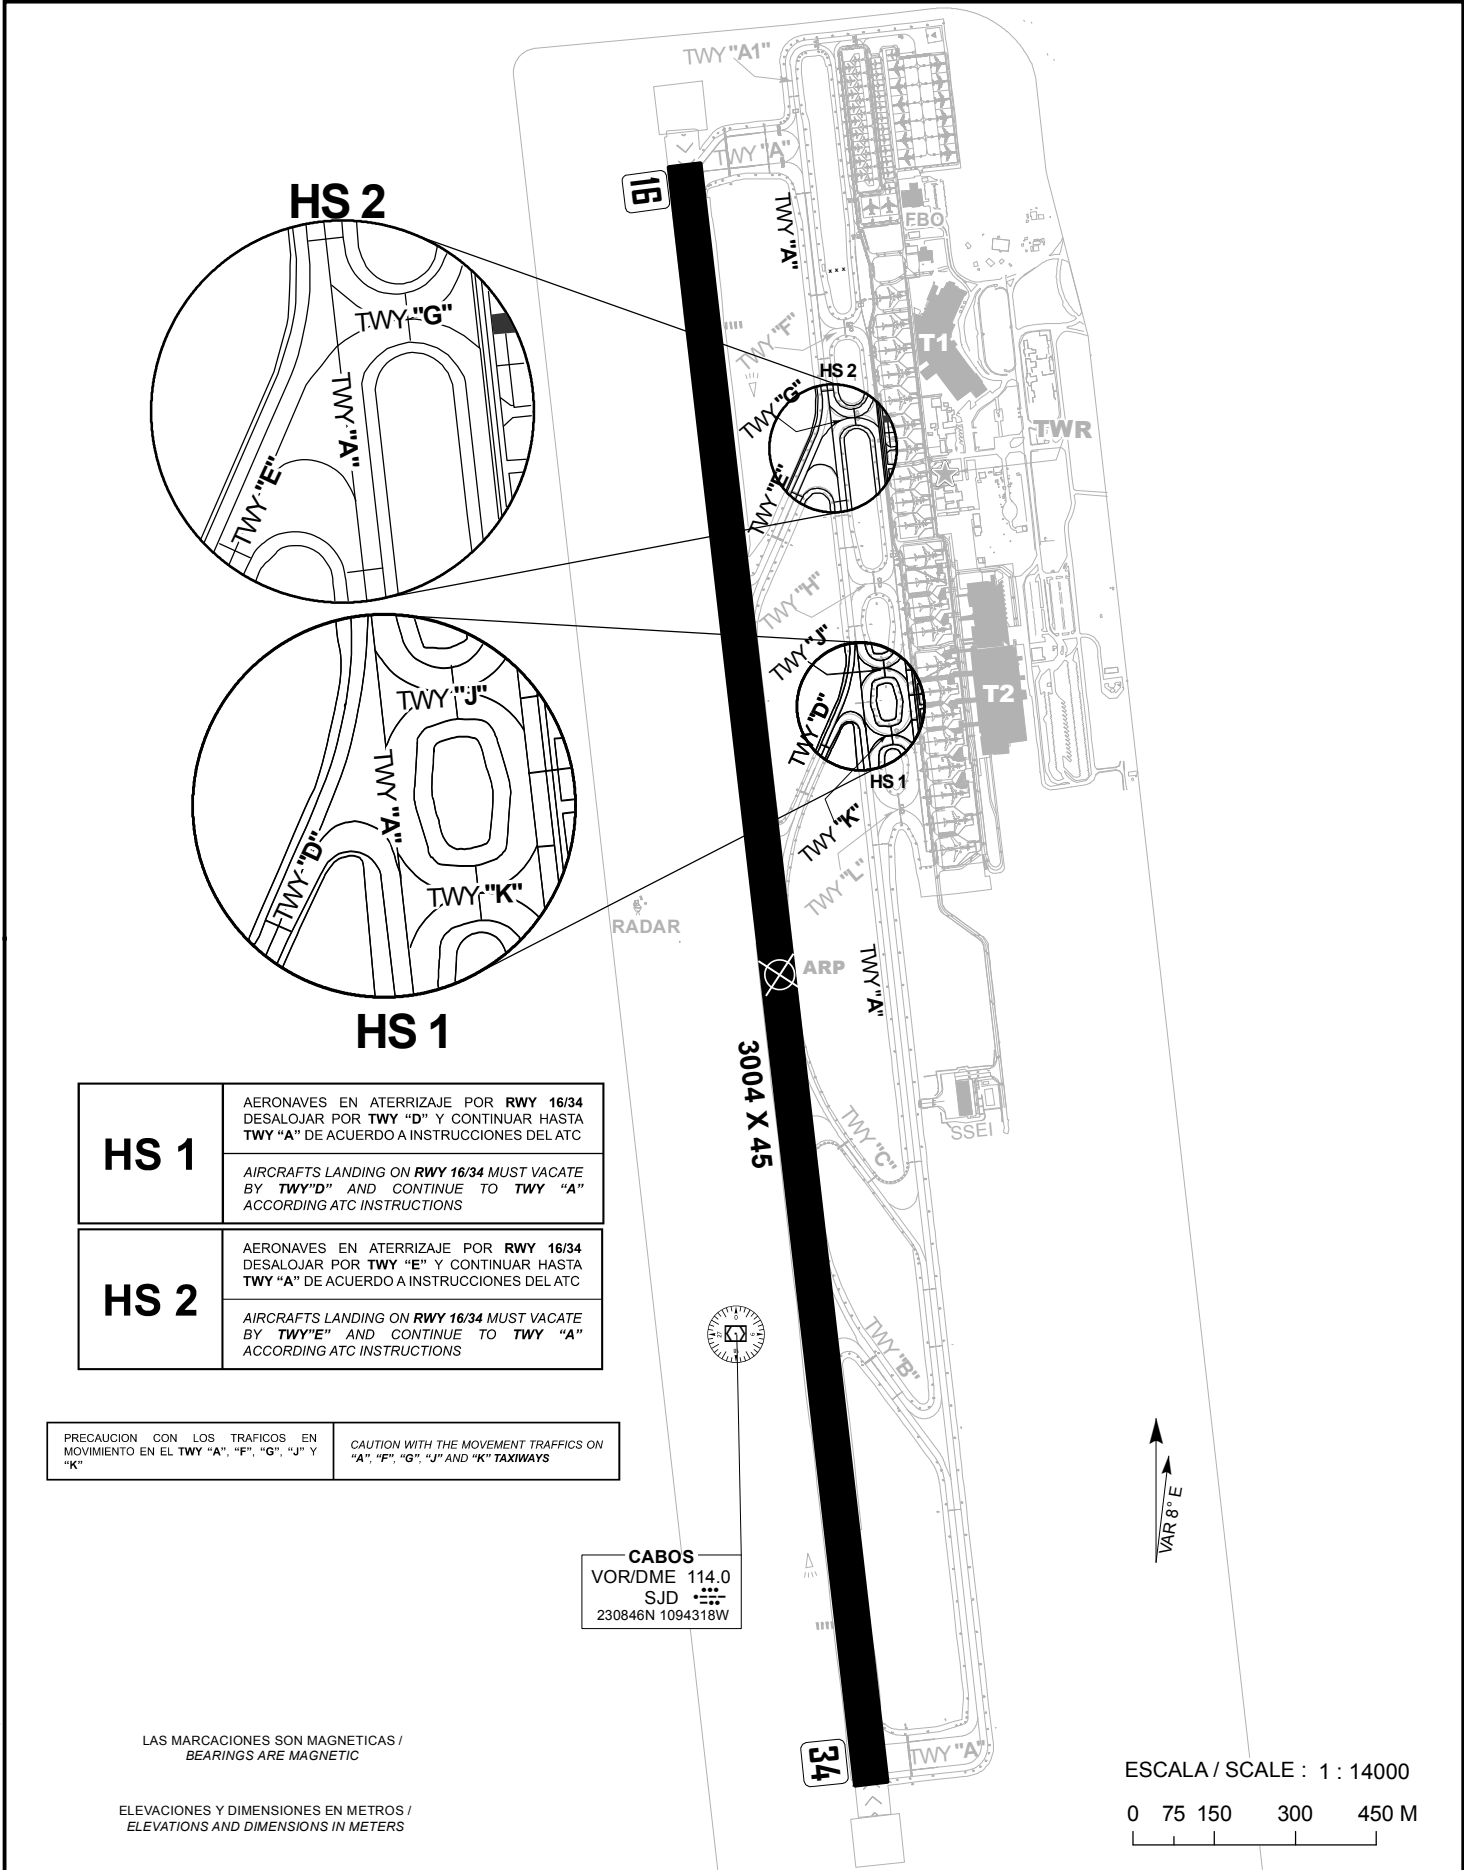 TWY "A1"
TWY "A"
16
HS 2
TWY "A"
FBO
TWY "G"
TWY "F"
T1
HS 2
TWY "A"
TWY "G"
TWR
TWY "E"
TWY "E"
TWY "H"
TWY "J"
TWY "J"
T2
TWY "D"
TWY "A"
HS 1
TWY "K"
TWY "D"
TWY "K"
TWY "L"
RADAR
ARP
TWY "A"
HS 1
3004 X 45
HS 1
AERONAVES EN ATERRIZAJE POR RWY 16/34
DESALOJAR POR TWY “D” Y CONTINUAR HASTA
TWY “A” DE ACUERDO A INSTRUCCIONES DEL ATC
AIRCRAFTS LANDING ON RWY 16/34 MUST VACATE
BY TWY”D” AND CONTINUE TO TWY “A”
ACCORDING ATC INSTRUCTIONS
TWY "C"
SSEI
HS 2
AERONAVES EN ATERRIZAJE POR RWY 16/34
DESALOJAR POR TWY “E” Y CONTINUAR HASTA
TWY “A” DE ACUERDO A INSTRUCCIONES DEL ATC
AIRCRAFTS LANDING ON RWY 16/34 MUST VACATE
BY TWY”E” AND CONTINUE TO TWY “A”
ACCORDING ATC INSTRUCTIONS
TWY "B"
PRECAUCION CON LOS TRAFICOS EN
MOVIMIENTO EN EL TWY “A”, “F”, “G”, “J” Y
“K”
CAUTION WITH THE MOVEMENT TRAFFICS ON
“A”, “F”, “G”, “J” AND “K” TAXIWAYS
VAR 8° E
CABOS
VOR/DME 114.0
SJD
230846N 1094318W
LAS MARCACIONES SON MAGNETICAS /
BEARINGS ARE MAGNETIC
34
TWY "A"
ESCALA / SCALE : 1 : 14000
ELEVACIONES Y DIMENSIONES EN METROS /
ELEVATIONS AND DIMENSIONS IN METERS
0 75 150 300 450 M